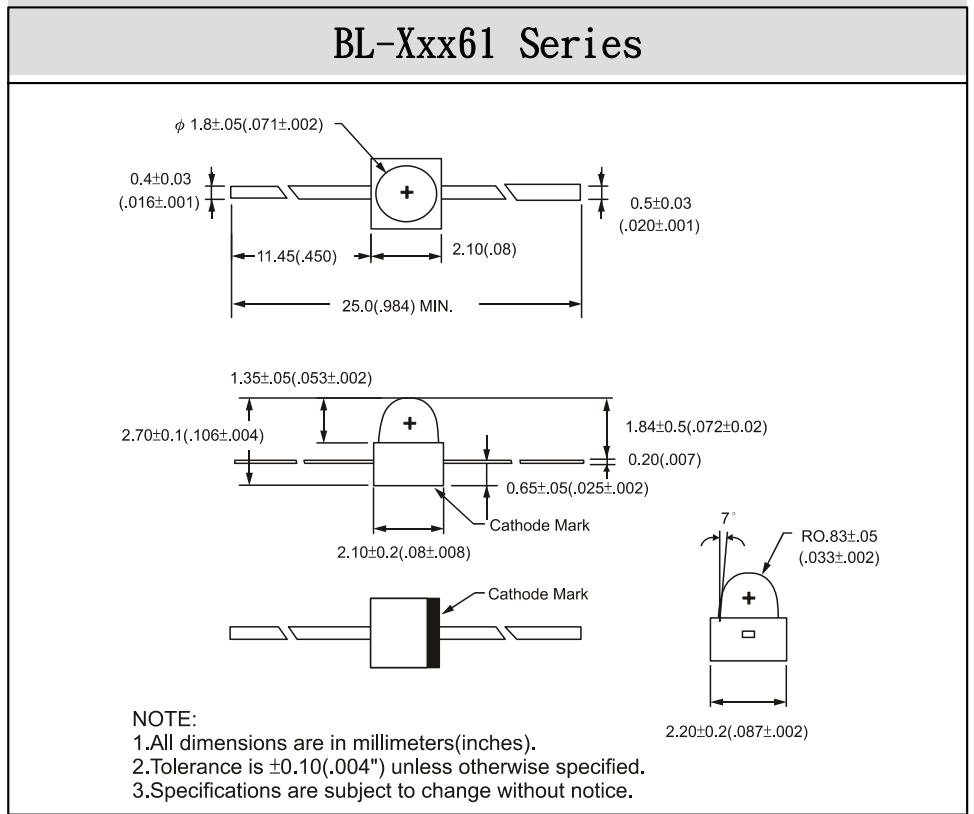 BL-Xxx61 Series
φ 1.8±.05(.071±.002)
0.4±0.03
(.016±.001)
0.5±0.03
(.020±.001)
11.45(.450)
2.10(.08)
25.0(.984) MIN.
1.35±.05(.053±.002)
2.70±0.1(.106±.004)
1.84±0.5(.072±0.02)
0.20(.007)
0.65±.05(.025±.002)
Cathode Mark
2.10±0.2(.08±.008)
7°
RO.83±.05
(.033±.002)
Cathode Mark
2.20±0.2(.087±.002)
NOTE:
1.All dimensions are in millimeters(inches).
2.Tolerance is ±0.10(.004") unless otherwise specified.
3.Specifications are subject to change without notice.